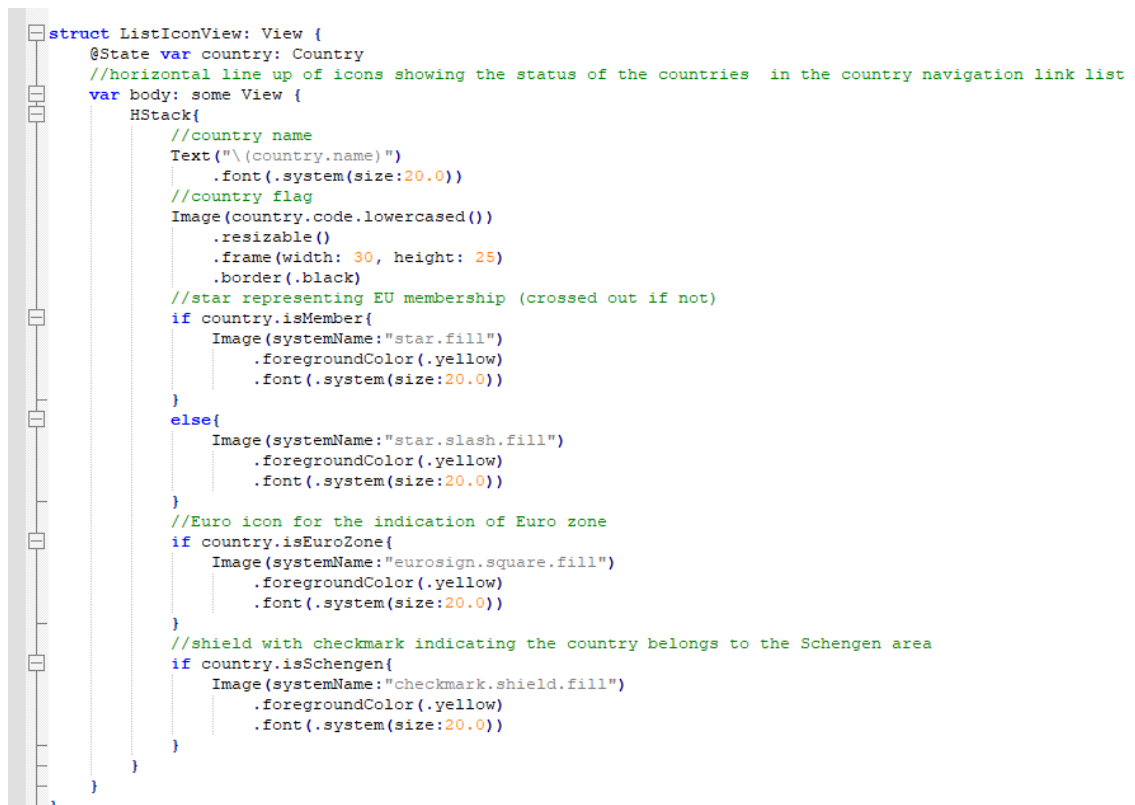 struct ListIconView: View {
    @State var country: Country
    //horizontal line up of icons showing the status of the countries  in the country navigation link list
    var body: some View {
        HStack{
            //country name
            Text("\(country.name)")
                .font(.system(size:20.0))
            //country flag
            Image(country.code.lowercased())
                .resizable()
                .frame(width: 30, height: 25)
                .border(.black)
            //star representing EU membership (crossed out if not)
            if country.isMember{
                Image(systemName:"star.fill")
                    .foregroundColor(.yellow)
                    .font(.system(size:20.0))
            }
            else{
                Image(systemName:"star.slash.fill")
                    .foregroundColor(.yellow)
                    .font(.system(size:20.0))
            }
            //Euro icon for the indication of Euro zone
            if country.isEuroZone{
                Image(systemName:"eurosign.square.fill")
                    .foregroundColor(.yellow)
                    .font(.system(size:20.0))
            }
            //shield with checkmark indicating the country belongs to the Schengen area
            if country.isSchengen{
                Image(systemName:"checkmark.shield.fill")
                    .foregroundColor(.yellow)
                    .font(.system(size:20.0))
            }
        }
    }
}